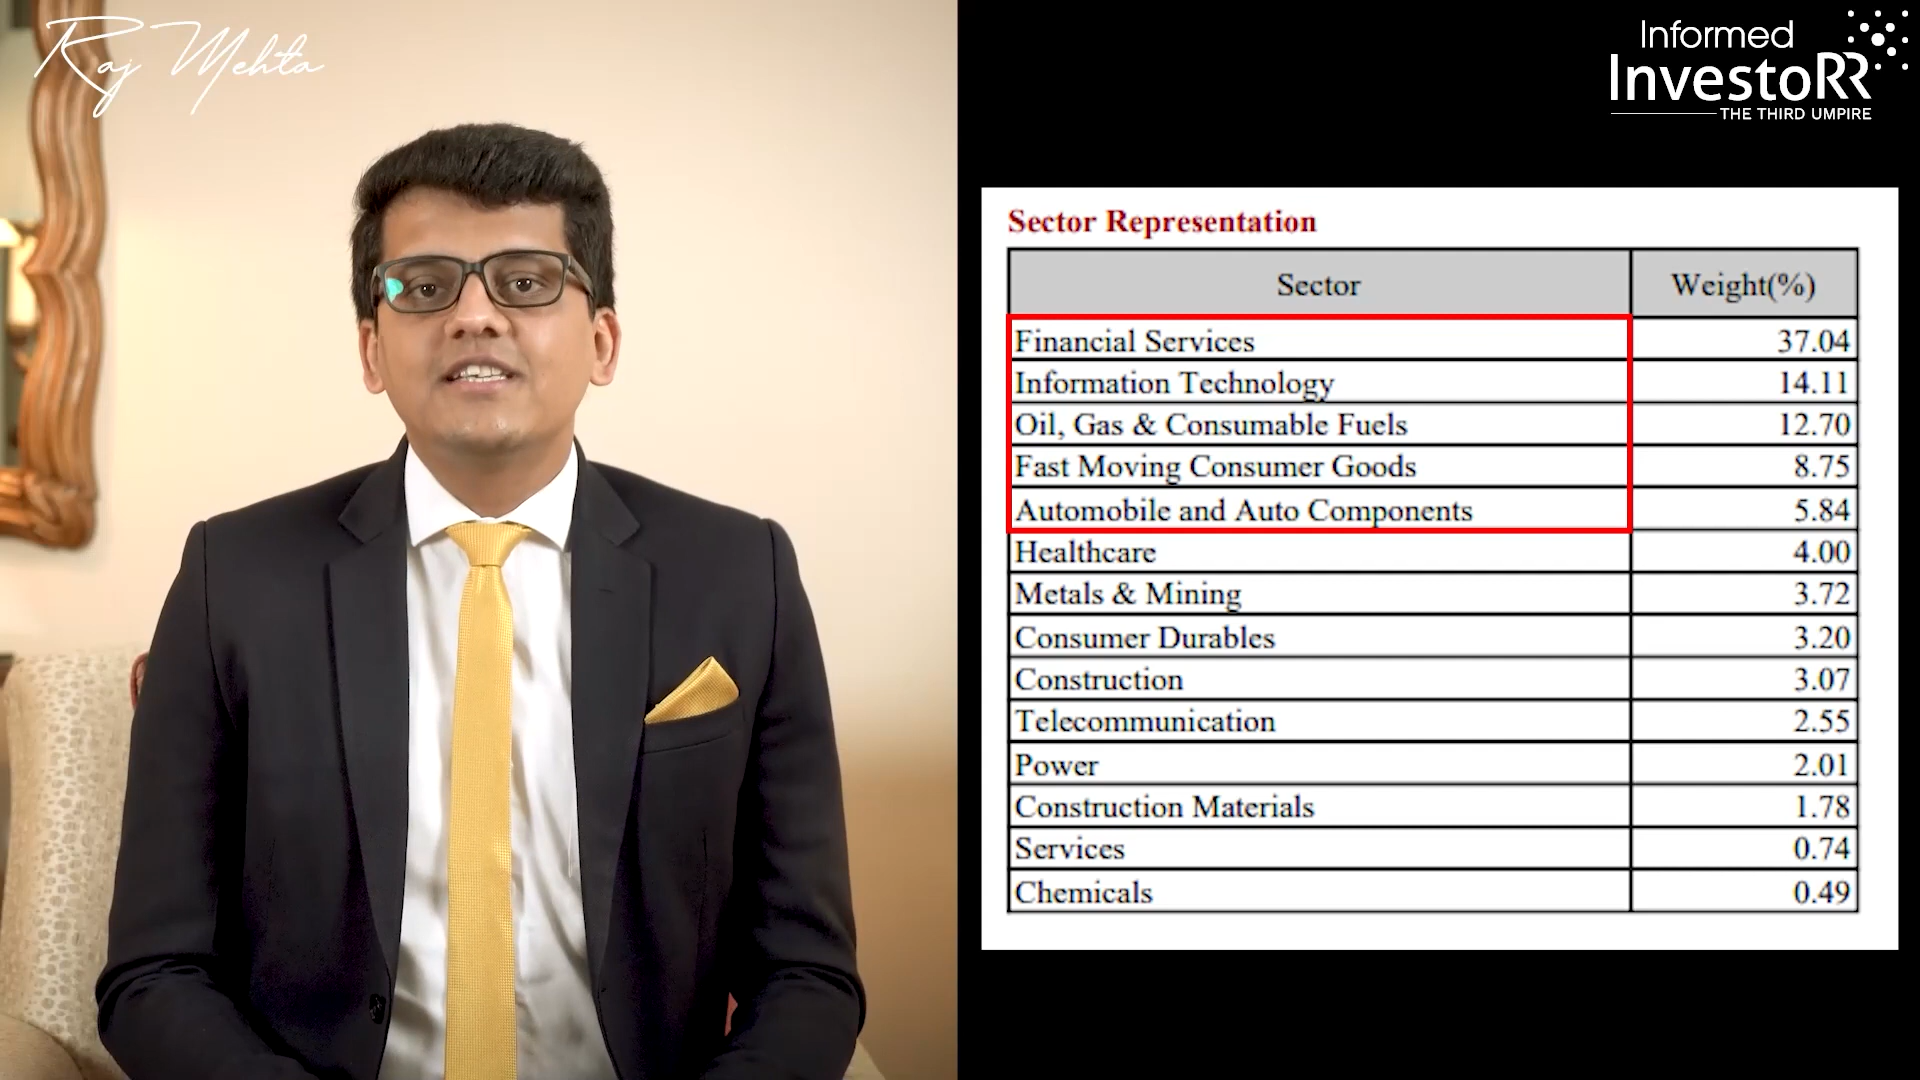 Raj Mehta
Informed
InvestoRR
THE THIRD UMPIRE
Sector Representation
Sector Weight(%)
Financial Services 37.04
Information Technology 14.11
Oil, Gas & Consumable Fuels 12.70
Fast Moving Consumer Goods 8.75
Automobile and Auto Components 5.84
Healthcare 4.00
Metals & Mining 3.72
Consumer Durables 3.20
Construction 3.07
Telecommunication 2.55
Power 2.01
Construction Materials 1.78
Services 0.74
Chemicals 0.49